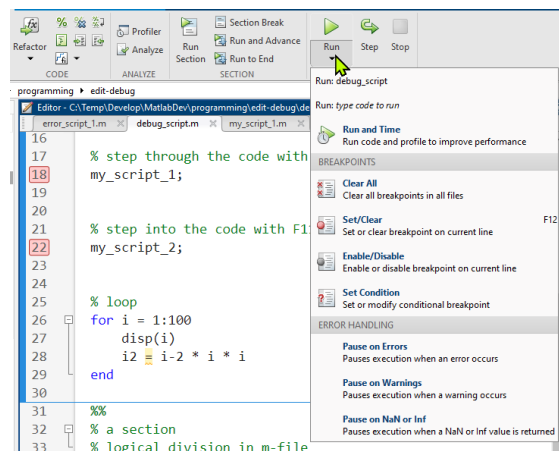 Profiler
Analyze
Section Break
Run and Advance
Run to End
Refactor
Run
Section
Run
Step
Stop
CODE
ANALYZE
SECTION
programming
edit-debug
Editor - C:\Temp\Develop\MatlabDev\programming\edit-debug\de
error_script_1.m
debug_script.m
my_script_1.m
16
17 % step through the code with
18 my_script_1;
19
20
21 % step into the code with F1
22 my_script_2;
23
24
25 % loop
26 for i = 1:100
27 disp(i)
28 i2 = i-2 * i * i
29 end
30
31 %%
32 % a section
33 % logical division in m-file
Run: debug_script
Run: type code to run
Run and Time
Run code and profile to improve performance
BREAKPOINTS
Clear All
Clear all breakpoints in all files
Set/Clear F12
Set or clear breakpoint on current line
Enable/Disable
Enable or disable breakpoint on current line
Set Condition
Set or modify conditional breakpoint
ERROR HANDLING
Pause on Errors
Pauses execution when an error occurs
Pause on Warnings
Pauses execution when a warning occurs
Pause on NaN or Inf
Pauses execution when a NaN or Inf value is returned